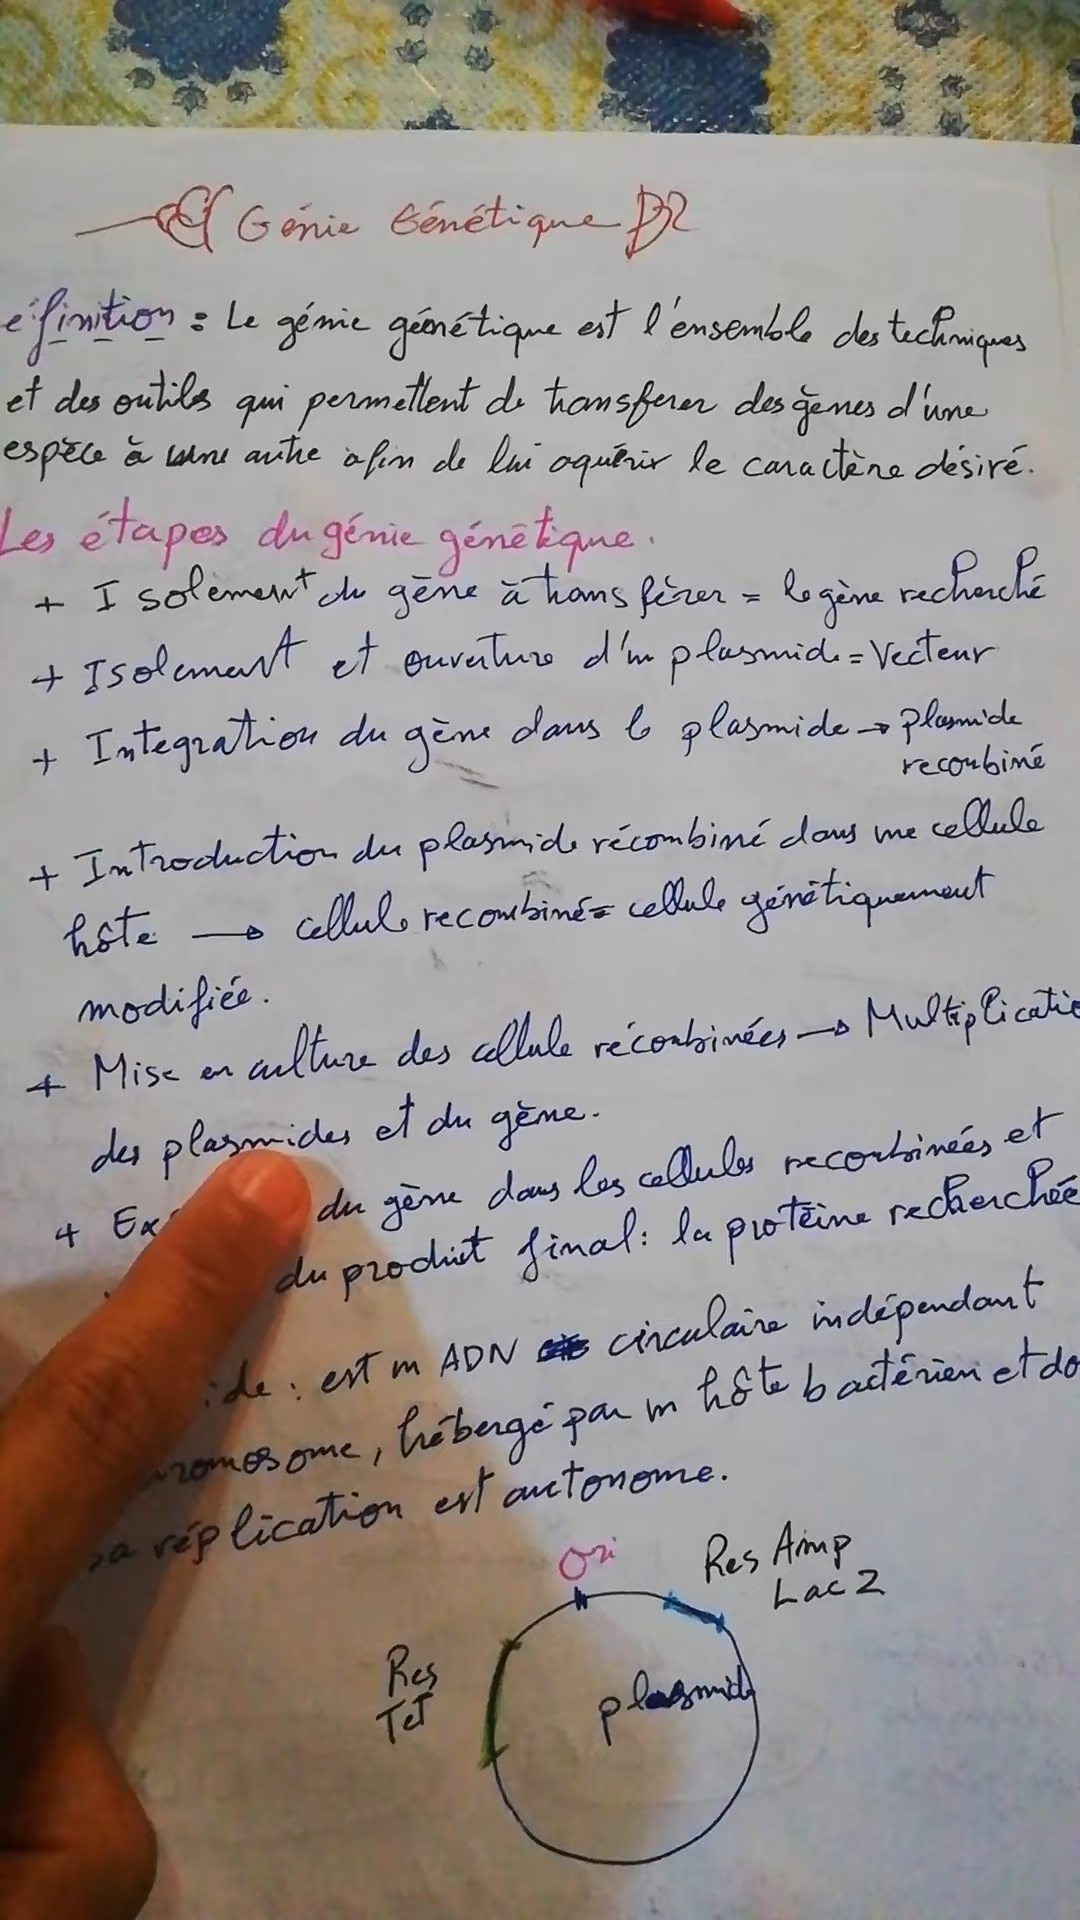 Génie Génétique
éfinition : Le génie génétique est l'ensemble des techniques
et des outils qui permettent de transferer des gènes d'une
espèce à une autre afin de lui aquérir le caractère désiré.
Les étapes du génie génétique.
+ Isolement du gène à transférer = le gène recherché
+ Isolement et ouverture d'un plasmide = Vecteur
+ Integration du gène dans le plasmide → plasmide
recombiné
+ Introduction du plasmide récombiné dans une cellule
hôte → cellule recombiné = cellule génétiquement
modifiée.
+ Mise en culture des cellule récombinées → Multiplicatio
des plasmides et du gène.
+ Ex du gène dans les cellules recombineés et
du produit final : la protéine recherchée
ide : est un ADN circulaire indépendant
romosome, hébergé par un hôte bactérien et do
sa réplication est autonome.
Ori
Res Amp
Lac Z
Res
Tet
plasmide